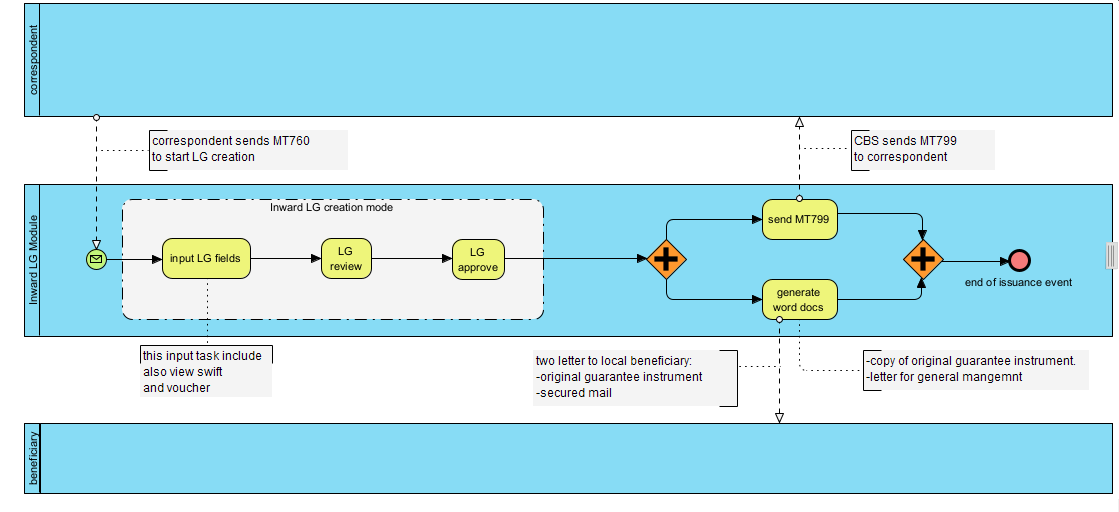 correspondent
correspondent sends MT760
to start LG creation
CBS sends MT799
to correspondent
Inward LG Module
Inward LG creation mode
input LG fields
LG
review
LG
approve
send MT799
generate
word docs
end of issuance event
this input task include
also view swift
and voucher
two letter to local beneficiary:
-original guarantee instrument
-secured mail
-copy of original guarantee instrument.
-letter for general mangemnt
beneficiary